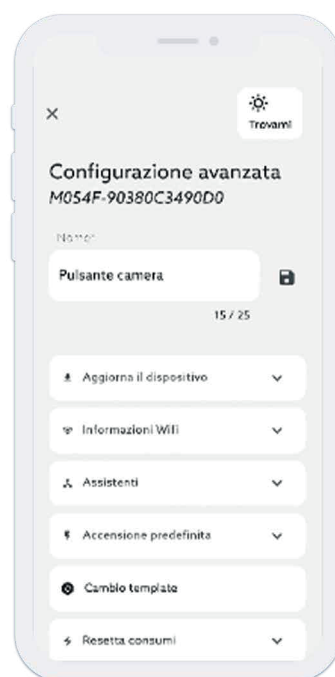 Trovami
Configurazione avanzata
M054F-90380C3490D0
Nome:
Pulsante camera
15 / 25
Aggiorna il dispositivo
Informazioni Wifi
Assistenti
Accensione predefinita
Cambio template
Resetta consumi